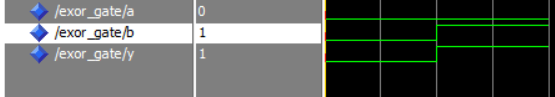 /exor_gate/a 0
/exor_gate/b 1
/exor_gate/y 1